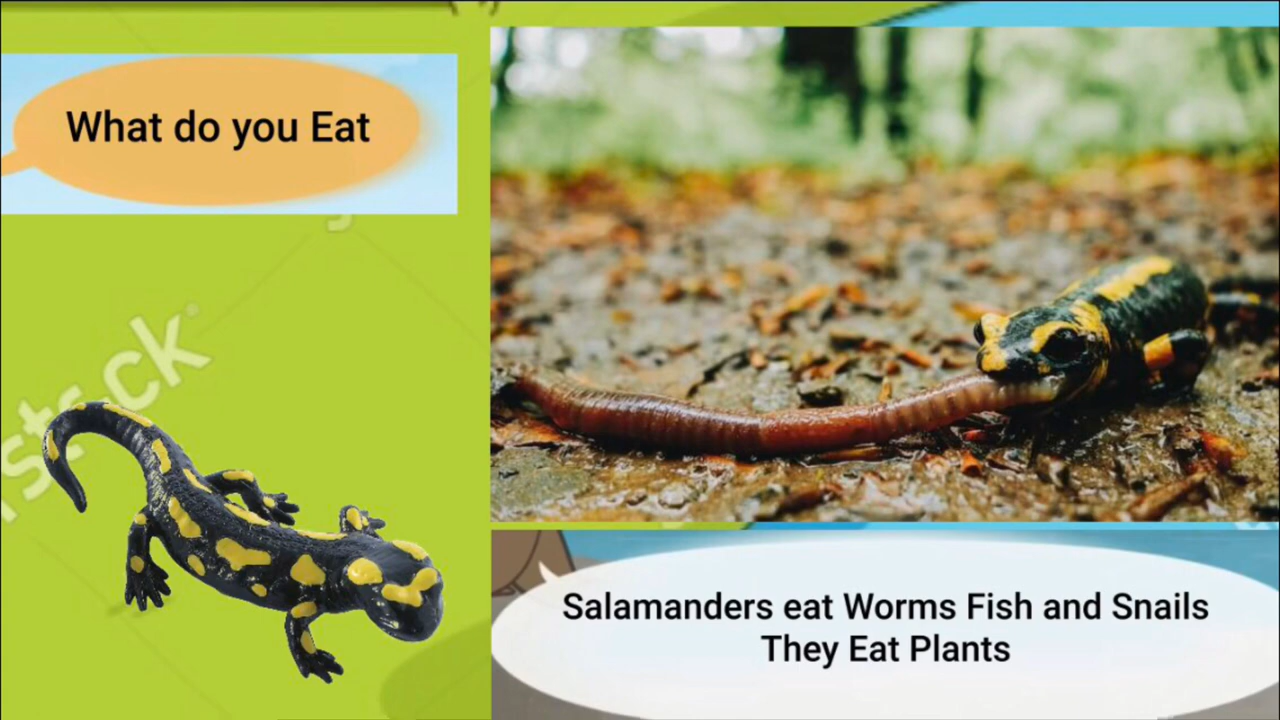 What do you Eat
Salamanders eat Worms Fish and Snails
They Eat Plants